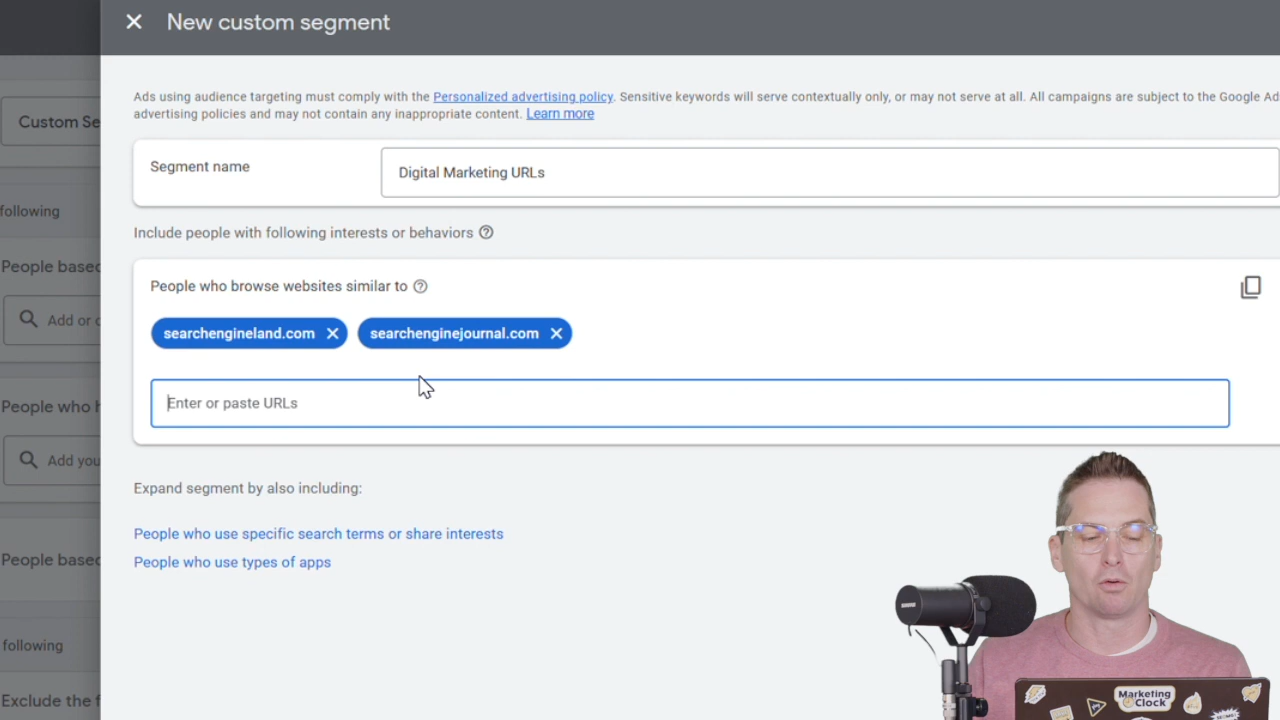 New custom segment
Ads using audience targeting must comply with the Personalized advertising policy. Sensitive keywords will serve contextually only, or may not serve at all. All campaigns are subject to the Google Ad
advertising policies and may not contain any inappropriate content. Learn more
Custom Se
Segment name
Digital Marketing URLs
following
Include people with following interests or behaviors
People based
People who browse websites similar to
searchengineland.com
searchenginejournal.com
Add or c
Enter or paste URLs
People who h
Add you
Expand segment by also including:
People who use specific search terms or share interests
People who use types of apps
People based
following
Exclude the f
SHURE
Marketing
Clock